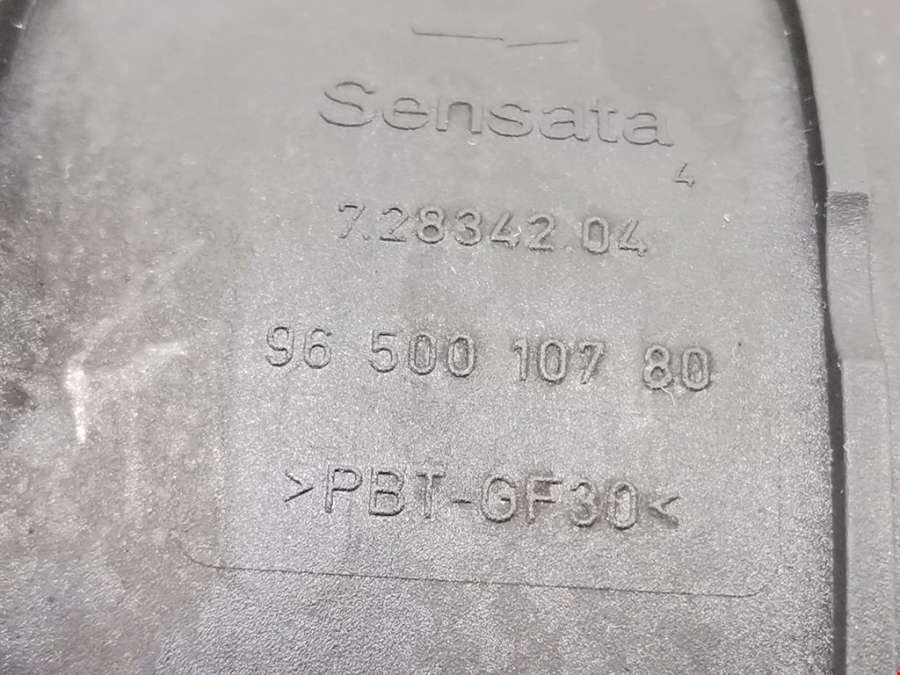 Sensata
4
7.28342.04
96 500 107 80
>PBT-GF30<